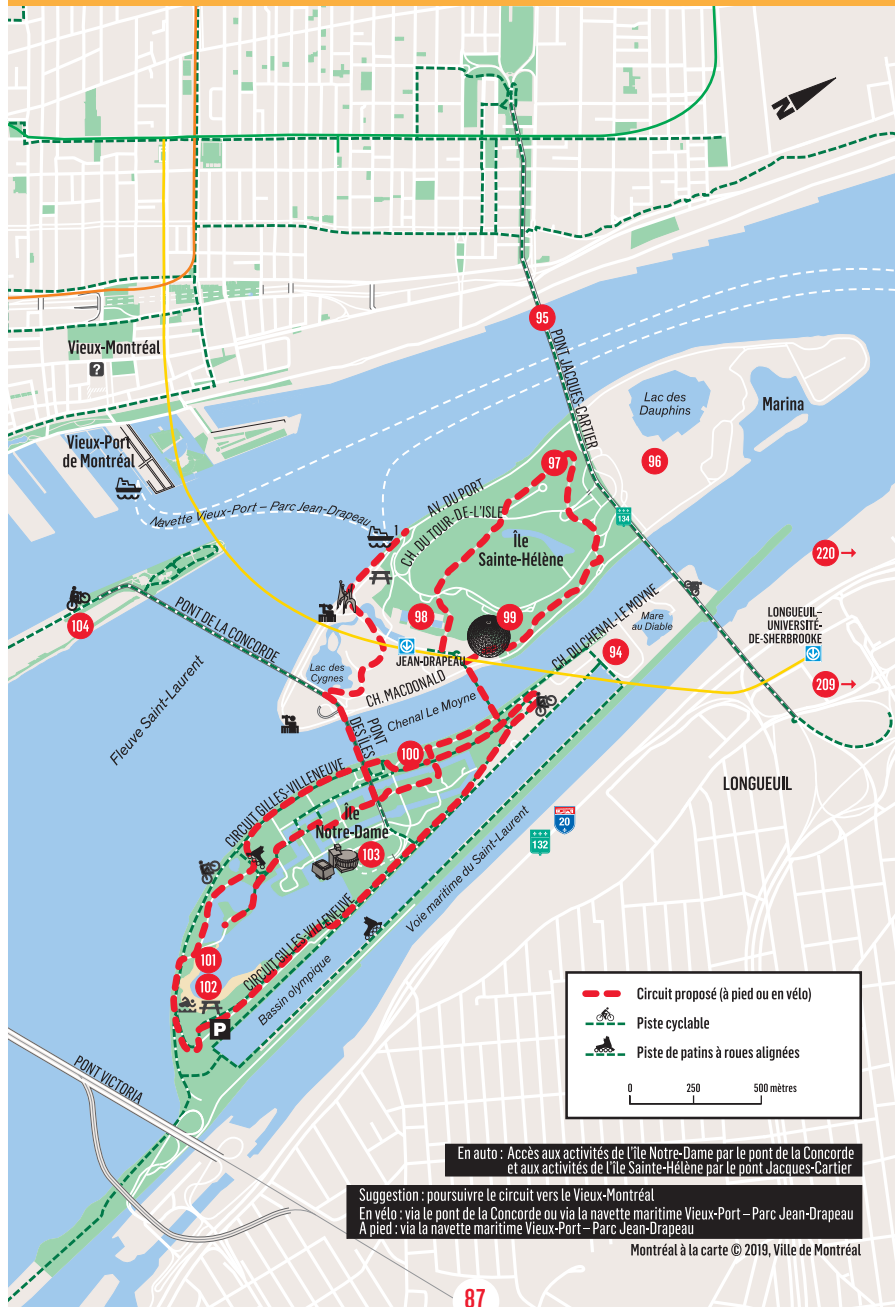 N
95
PONT JACQUES-CARTIER
Lac des
Dauphins
Marina
Vieux-Montréal
?
96
97
Vieux-Port
de Montréal
AV. DU PORT
CH. DU TOUR-DE-L'ISLE
Navette Vieux-Port – Parc Jean-Drapeau
1
134
Île
Sainte-Hélène
220
104
PONT DE LA CONCORDE
98
99
CH. DU CHENAL-LE MOYNE
Mare
au Diable
LONGUEUIL–
UNIVERSITÉ-
DE-SHERBROOKE
JEAN-DRAPEAU
94
Lac des
Cygnes
CH. MACDONALD
209
Fleuve Saint-Laurent
PONT
DES ÎLES
Chenal Le Moyne
100
CIRCUIT GILLES-VILLENEUVE
LONGUEUIL
Île
Notre-Dame
103
20
132
Voie maritime du Saint-Laurent
CIRCUIT GILLES-VILLENEUVE
101
102
Bassin olympique
P
PONT VICTORIA
Circuit proposé (à pied ou en vélo)
Piste cyclable
Piste de patins à roues alignées
0 250 500 mètres
En auto : Accès aux activités de l'île Notre-Dame par le pont de la Concorde
et aux activités de l'île Sainte-Hélène par le pont Jacques-Cartier
Suggestion : poursuivre le circuit vers le Vieux-Montréal
En vélo : via le pont de la Concorde ou via la navette maritime Vieux-Port – Parc Jean-Drapeau
A pied : via la navette maritime Vieux-Port – Parc Jean-Drapeau
Montréal à la carte © 2019, Ville de Montréal
87